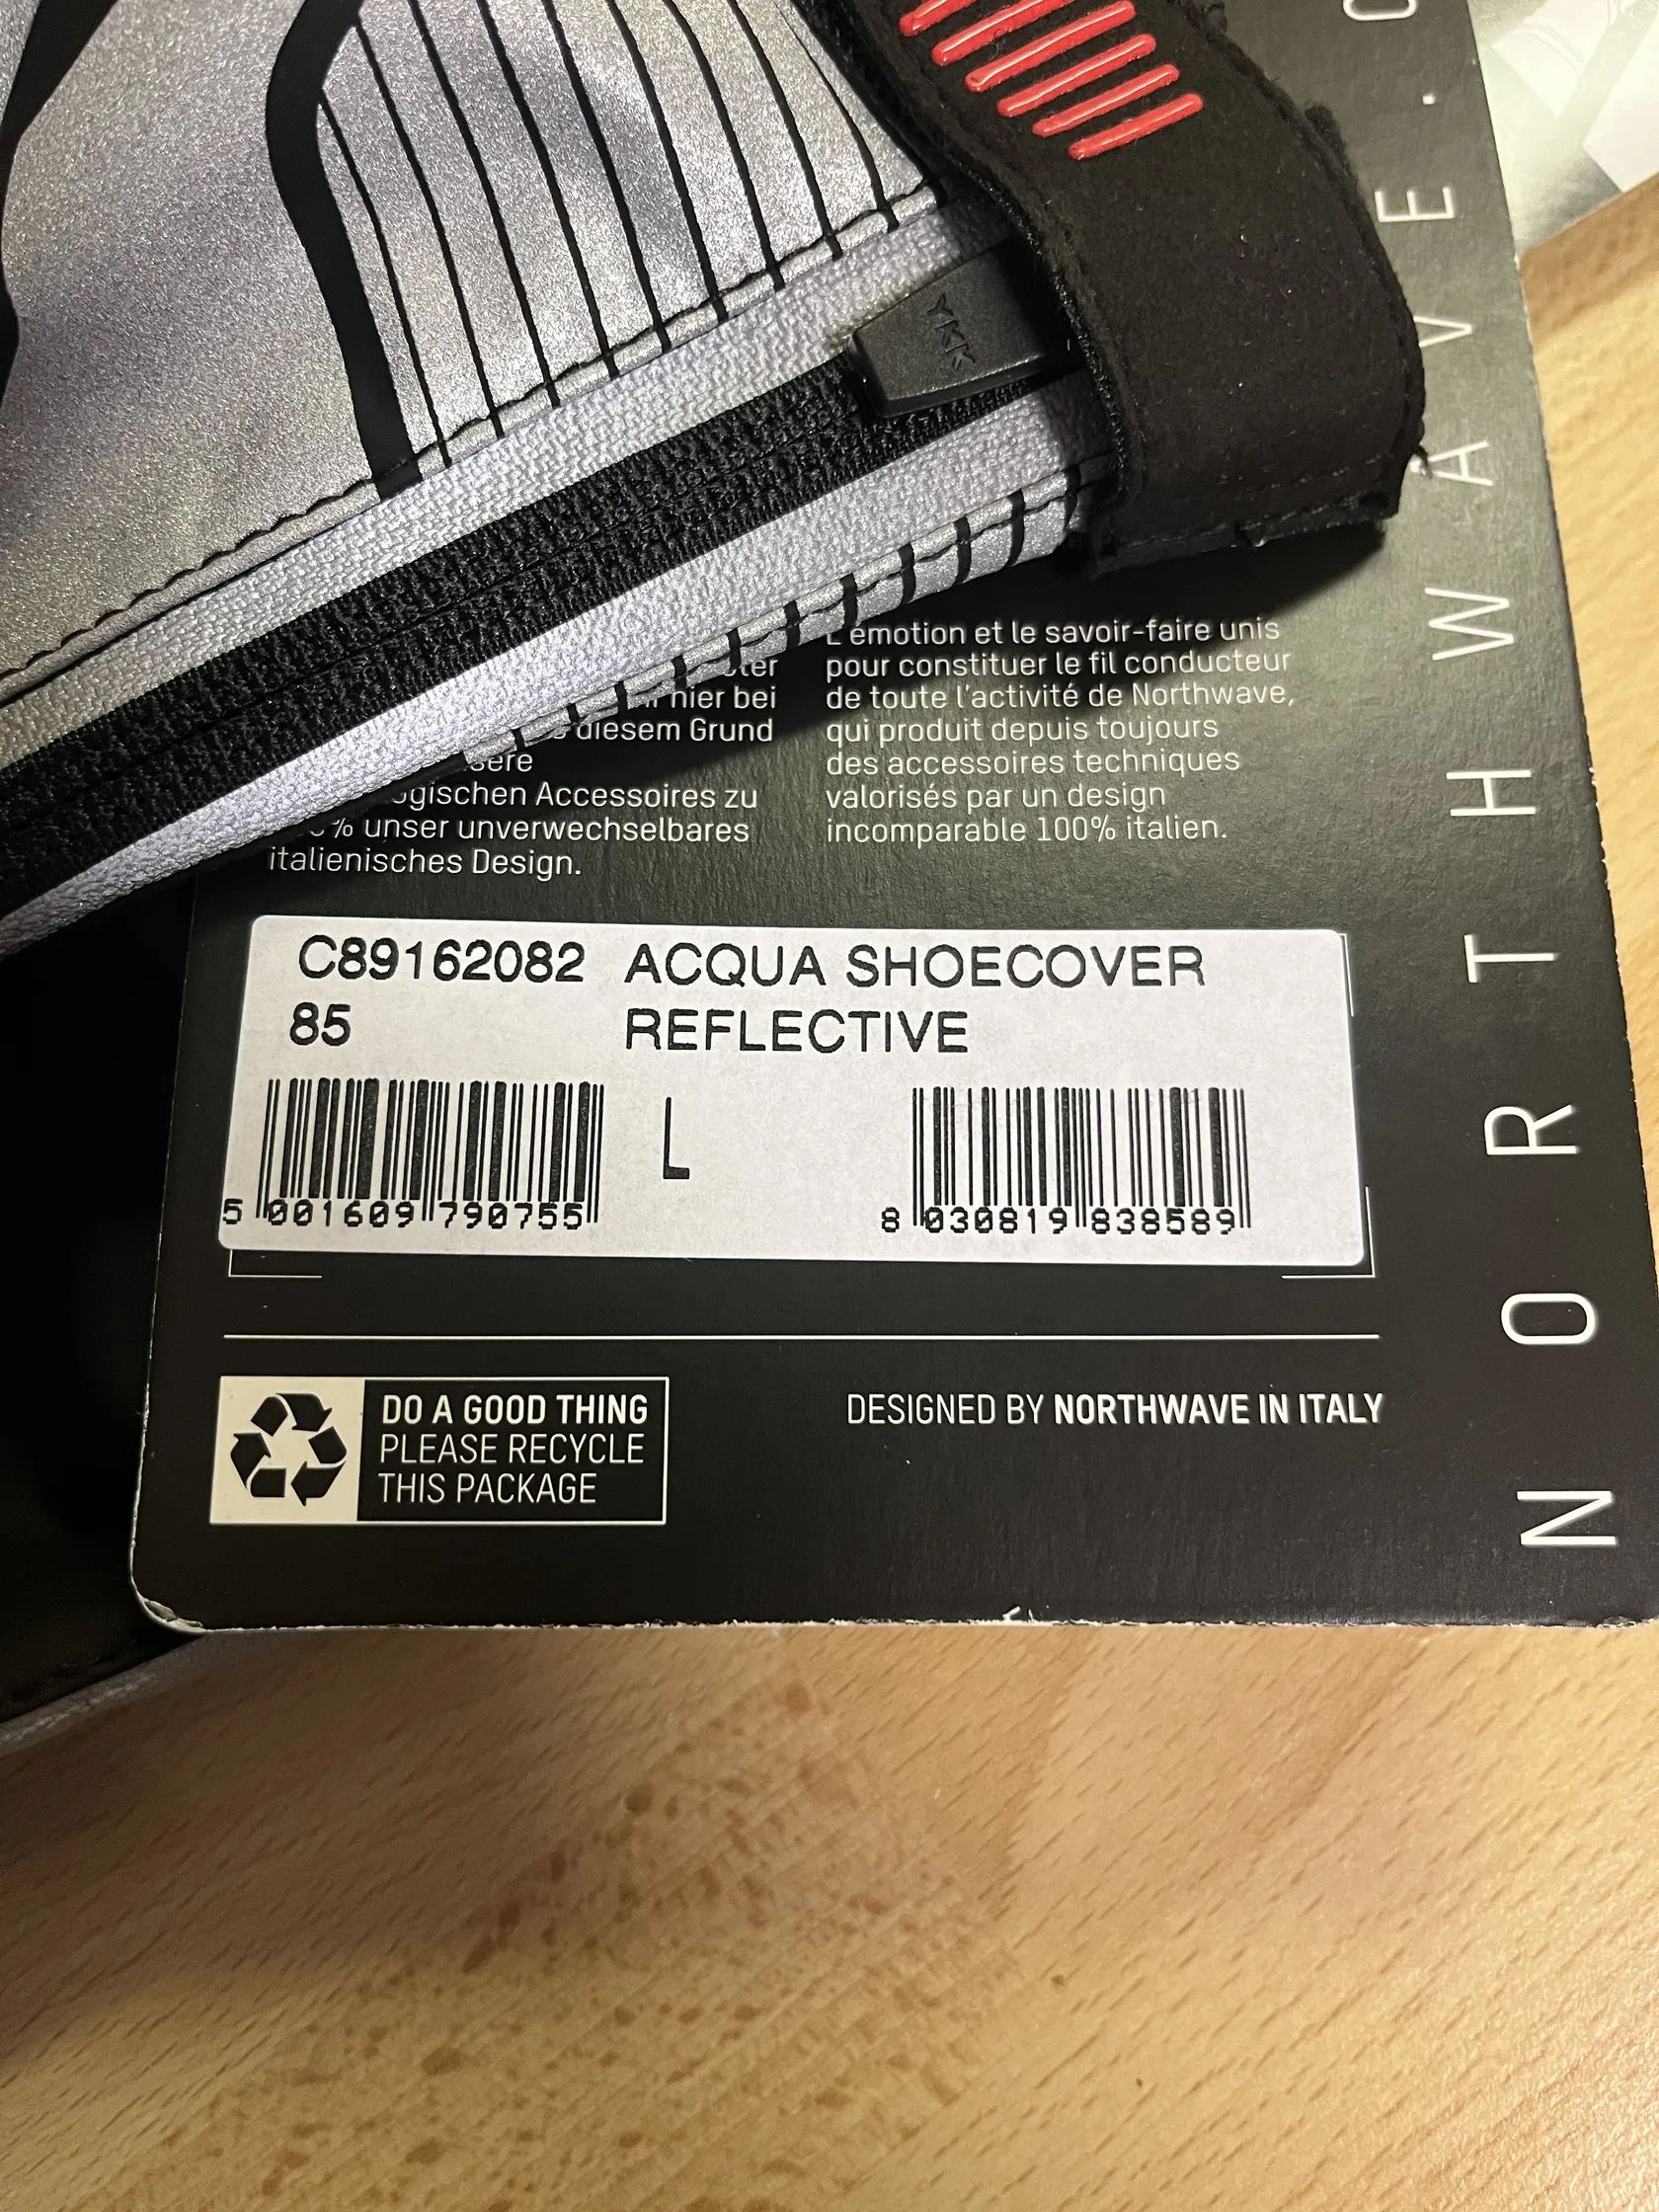 YKK
NORTHWAVE.
hier bei
diesem Grund
Accessoires zu
unser unverwechselbares
italienisches Design.
L'émotion et le savoir-faire unis
pour constituer le fil conducteur
de toute l'activité de Northwave,
qui produit depuis toujours
des accessoires techniques
valorisés par un design
incomparable 100% italien.
C89162082 ACQUA SHOECOVER
85 REFLECTIVE
L
5 001609 790755
8 030819 838589
DO A GOOD THING
PLEASE RECYCLE
THIS PACKAGE
DESIGNED BY NORTHWAVE IN ITALY